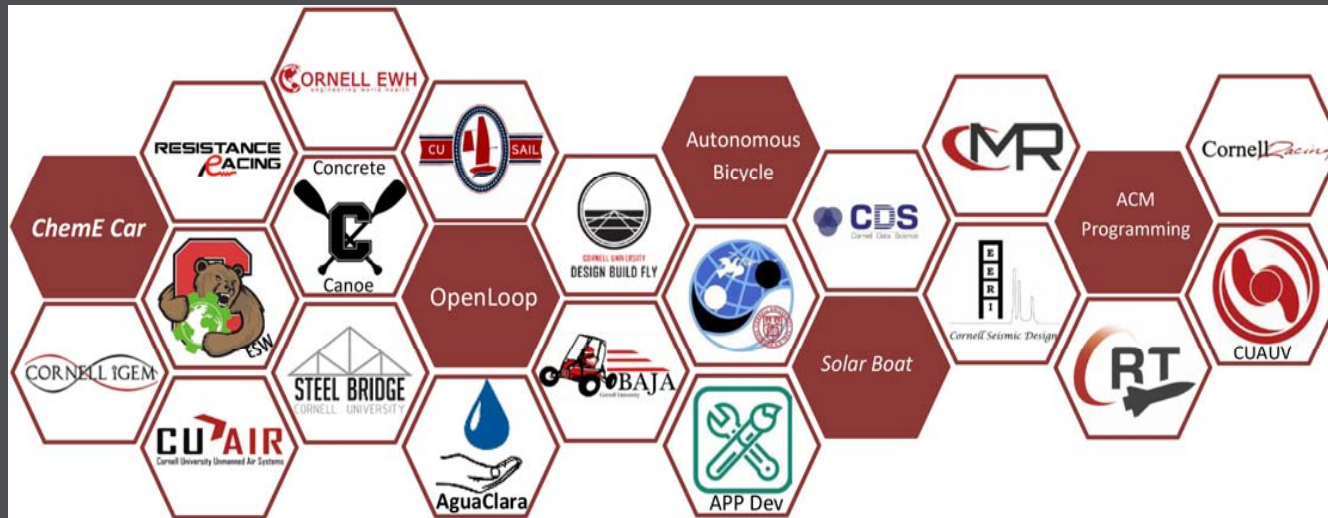 ChemE Car
CORNELL iGEM
RESISTANCE
RACING
ESW
CU AIR
Cornell University Unmanned Air Systems
CORNELL EWH
engineering world health
Concrete
C
Canoe
STEEL BRIDGE
CORNELL UNIVERSITY
CU SAIL
OpenLoop
AguaClara
CORNELL UNIVERSITY
DESIGN BUILD FLY
BAJA
Cornell University
Autonomous
Bicycle
APP Dev
CDS
Cornell Data Science
Solar Boat
CMR
EERI
Cornell Seismic Design
ACM
Programming
CRT
Cornell Racing
CUAUV